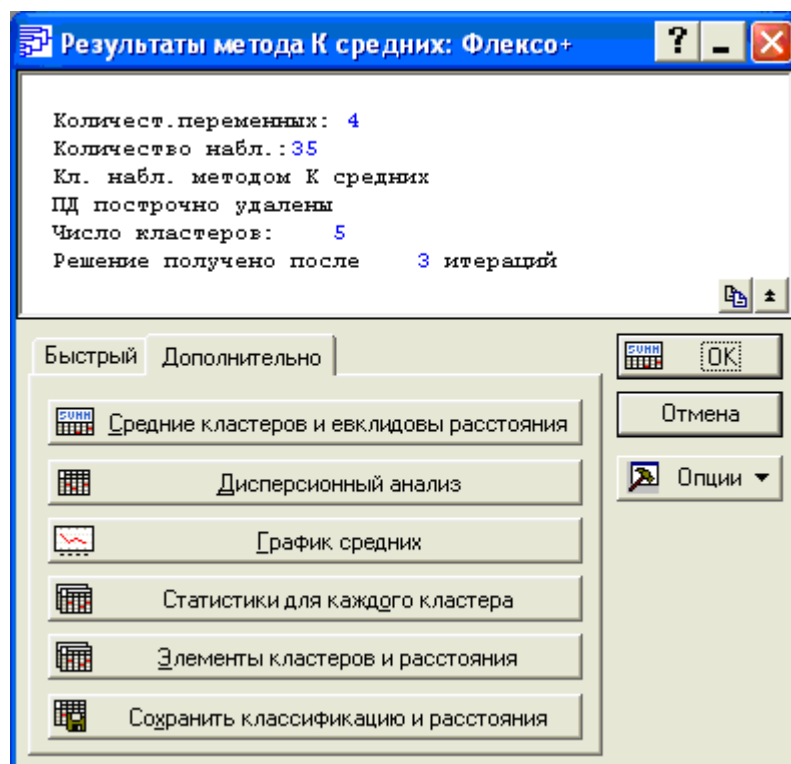 Результаты метода К средних: Флексо+
Количест.переменных: 4
Количество набл.:35
Кл. набл. методом К средних
ПД построчно удалены
Число кластеров: 5
Решение получено после 3 итераций
Быстрый Дополнительно
Средние кластеров и евклидовы расстояния
Дисперсионный анализ
График средних
Статистики для каждого кластера
Элементы кластеров и расстояния
Сохранить классификацию и расстояния
SUMM OK
Отмена
Опции